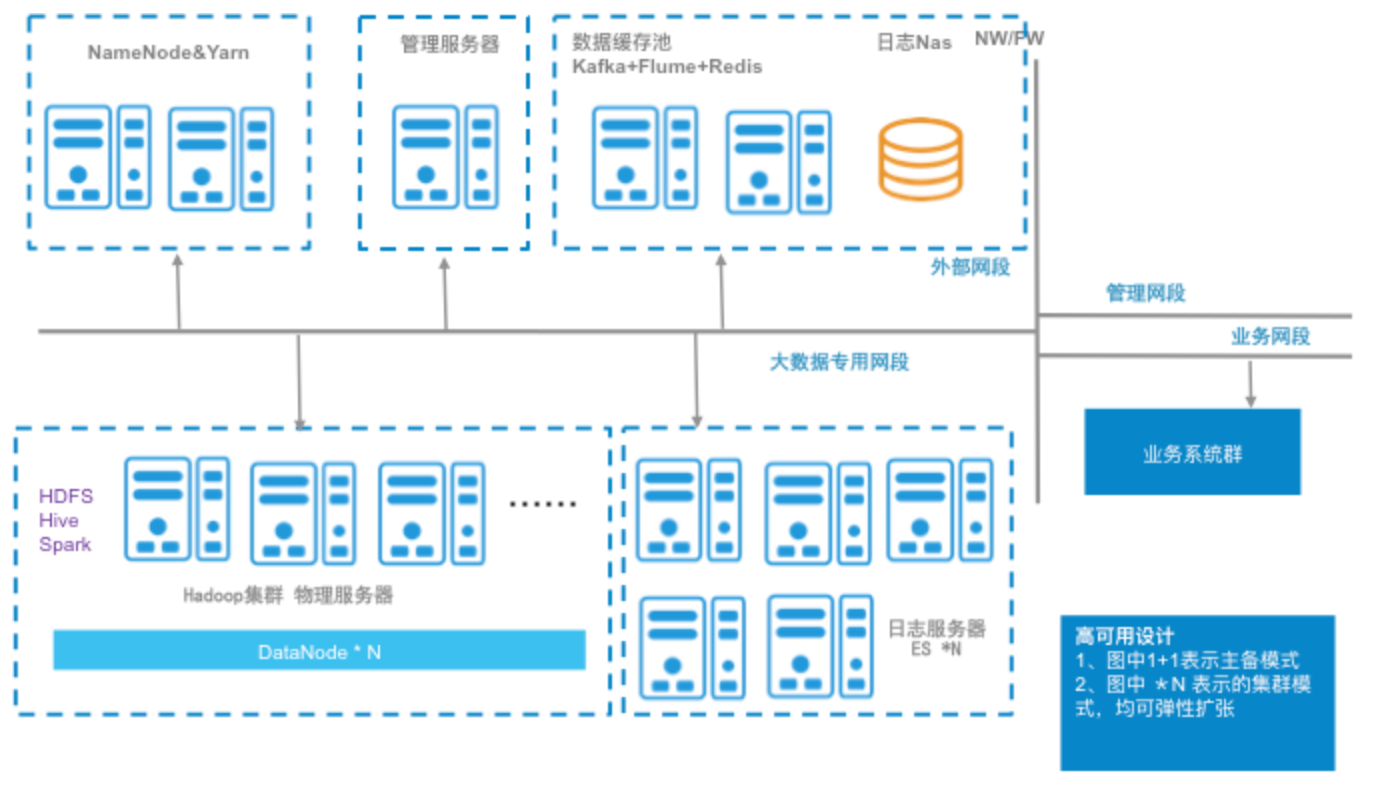 NameNode&Yarn
管理服务器
数据缓存池
Kafka+Flume+Redis
日志Nas
NW/FW
外部网段
管理网段
业务网段
大数据专用网段
业务系统群
HDFS
Hive
Spark
······
Hadoop集群 物理服务器
DataNode * N
日志服务器
ES *N
高可用设计
1、图中1+1表示主备模式
2、图中 *N 表示的集群模
式，均可弹性扩张